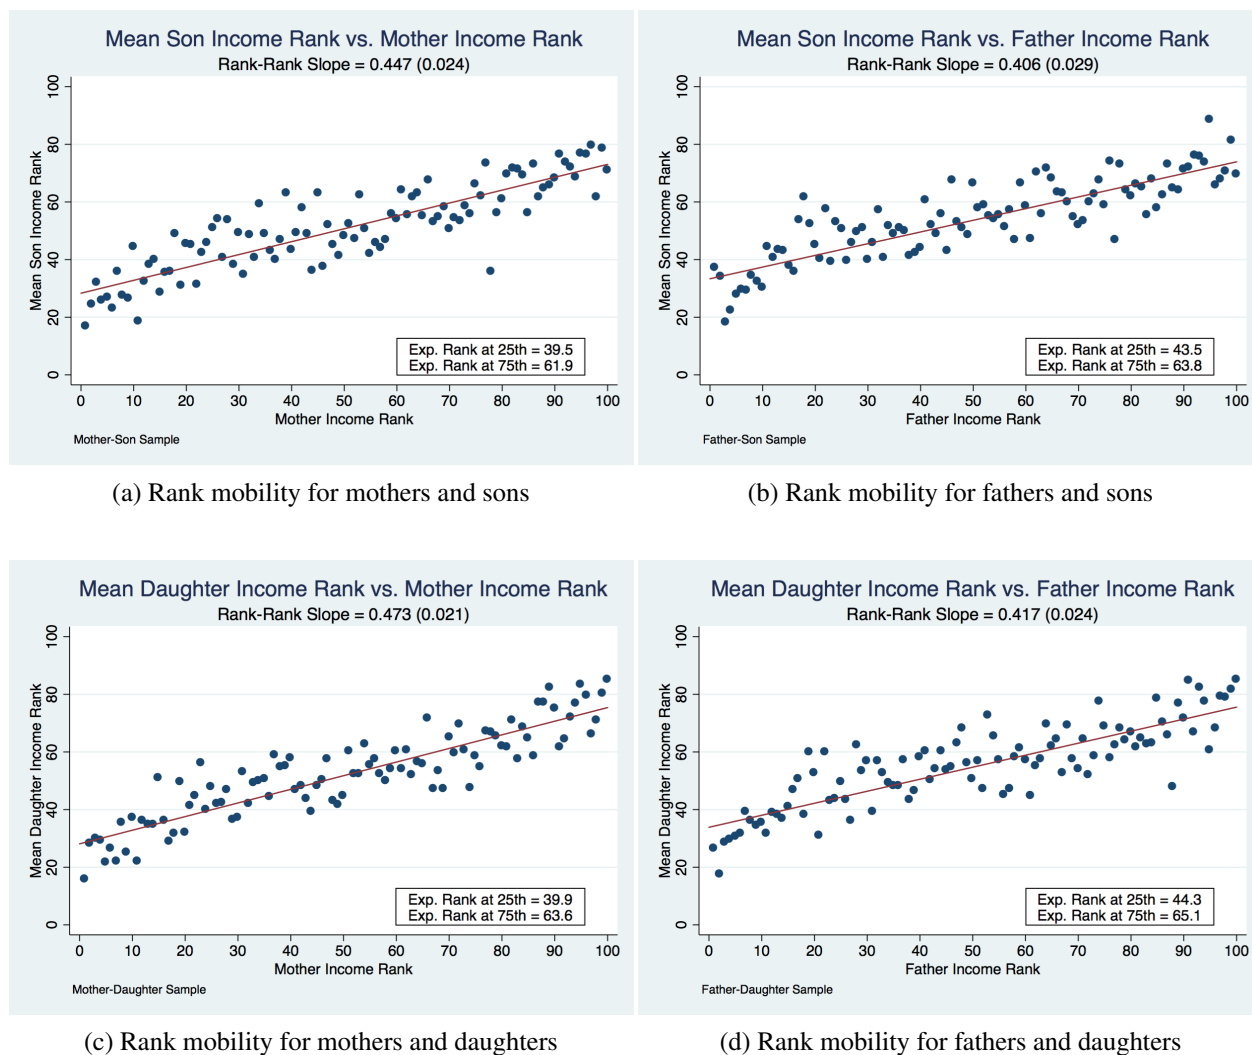 Mean Son Income Rank vs. Mother Income Rank
Rank-Rank Slope = 0.447 (0.024)
Mean Son Income Rank
100
80
60
40
20
0
Exp. Rank at 25th = 39.5
Exp. Rank at 75th = 61.9
0 10 20 30 40 50 60 70 80 90 100
Mother Income Rank
Mother-Son Sample
(a) Rank mobility for mothers and sons
Mean Son Income Rank vs. Father Income Rank
Rank-Rank Slope = 0.406 (0.029)
Mean Son Income Rank
100
80
60
40
20
0
Exp. Rank at 25th = 43.5
Exp. Rank at 75th = 63.8
0 10 20 30 40 50 60 70 80 90 100
Father Income Rank
Father-Son Sample
(b) Rank mobility for fathers and sons
Mean Daughter Income Rank vs. Mother Income Rank
Rank-Rank Slope = 0.473 (0.021)
Mean Daughter Income Rank
100
80
60
40
20
0
Exp. Rank at 25th = 39.9
Exp. Rank at 75th = 63.6
0 10 20 30 40 50 60 70 80 90 100
Mother Income Rank
Mother-Daughter Sample
(c) Rank mobility for mothers and daughters
Mean Daughter Income Rank vs. Father Income Rank
Rank-Rank Slope = 0.417 (0.024)
Mean Daughter Income Rank
100
80
60
40
20
0
Exp. Rank at 25th = 44.3
Exp. Rank at 75th = 65.1
0 10 20 30 40 50 60 70 80 90 100
Father Income Rank
Father-Daughter Sample
(d) Rank mobility for fathers and daughters